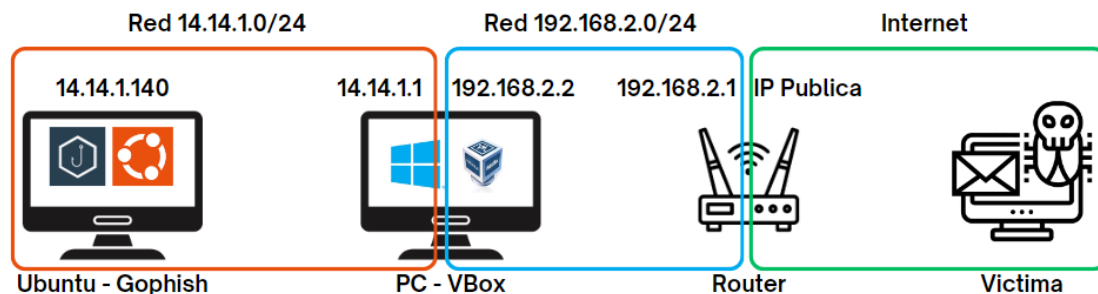 Red 14.14.1.0/24
Red 192.168.2.0/24
Internet
14.14.1.140
14.14.1.1
192.168.2.2
192.168.2.1
IP Publica
Ubuntu - Gophish
PC - VBox
Router
Victima